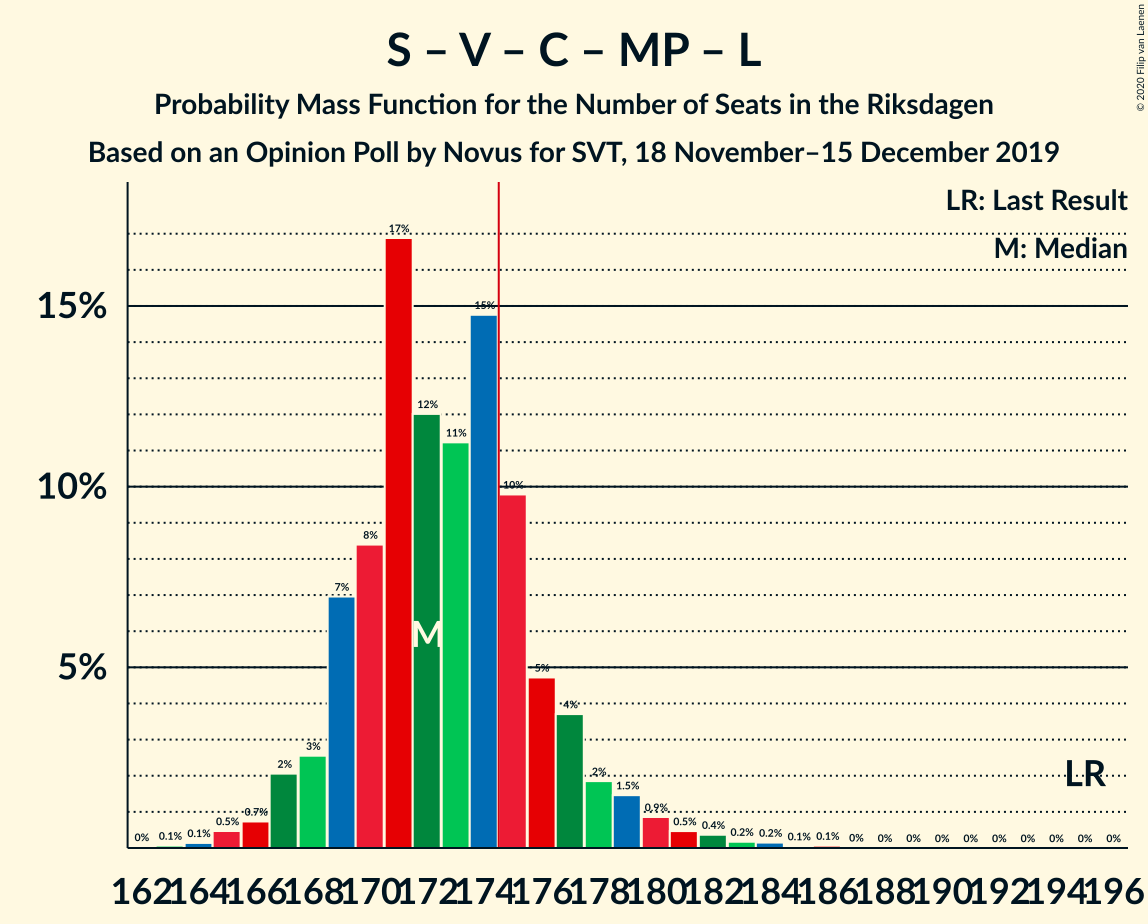 S – V – C – MP – L
Probability Mass Function for the Number of Seats in the Riksdagen
Based on an Opinion Poll by Novus for SVT, 18 November–15 December 2019
© 2020 Filip van Laenen
LR: Last Result
M: Median
15%
10%
5%
0% 0.1% 0.1% 0.5% 0.7% 2% 3% 7% 8% 17% 12% 11% 15% 10% 5% 4% 2% 1.5% 0.9% 0.5% 0.4% 0.2% 0.2% 0.1% 0.1% 0% 0% 0% 0% 0% 0% 0% 0% 0% 0%
M
LR
162 164 166 168 170 172 174 176 178 180 182 184 186 188 190 192 194 196